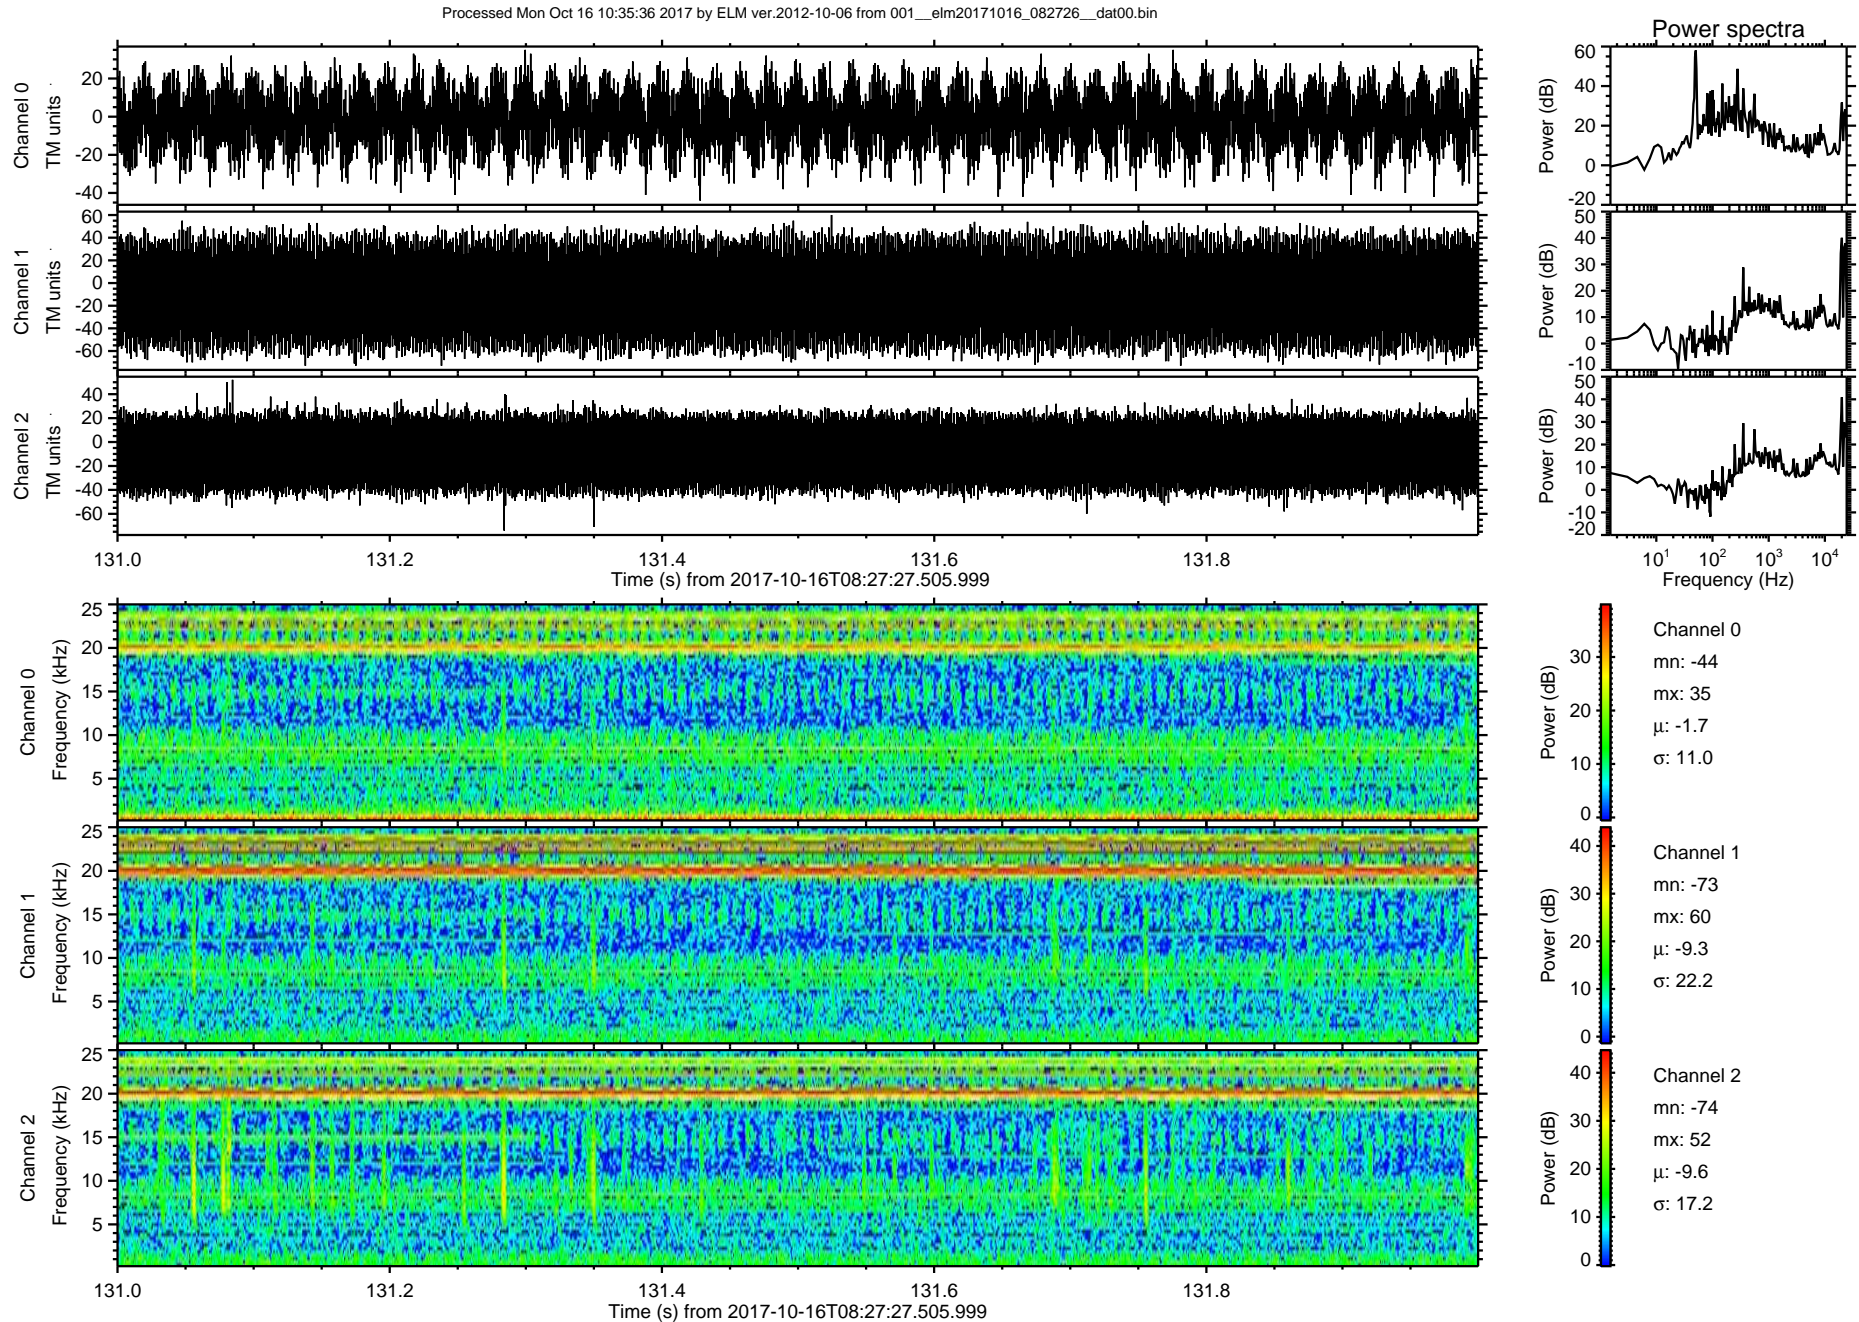 Processed Mon Oct 16 10:35:36 2017 by ELM ver.2012-10-06 from 001__elm20171016_082726__dat00.bin
Power spectra
Channel 0
TM units
20
0
-20
-40
Power (dB)
60
40
20
0
-20
Channel 1
TM units
60
40
20
0
-20
-40
-60
Power (dB)
50
40
30
20
10
0
-10
Channel 2
TM units
40
20
0
-20
-40
-60
Power (dB)
50
40
30
20
10
0
-10
-20
131.0 131.2 131.4 131.6 131.8
Time (s) from 2017-10-16T08:27:27.505.999
10¹ 10² 10³ 10⁴
Frequency (Hz)
Channel 0
Frequency (kHz)
25
20
15
10
5
Power (dB)
30
20
10
0
Channel 0
mn: -44
mx: 35
μ: -1.7
σ: 11.0
Channel 1
Frequency (kHz)
25
20
15
10
5
Power (dB)
40
30
20
10
0
Channel 1
mn: -73
mx: 60
μ: -9.3
σ: 22.2
Channel 2
Frequency (kHz)
25
20
15
10
5
Power (dB)
40
30
20
10
0
Channel 2
mn: -74
mx: 52
μ: -9.6
σ: 17.2
131.0 131.2 131.4 131.6 131.8
Time (s) from 2017-10-16T08:27:27.505.999